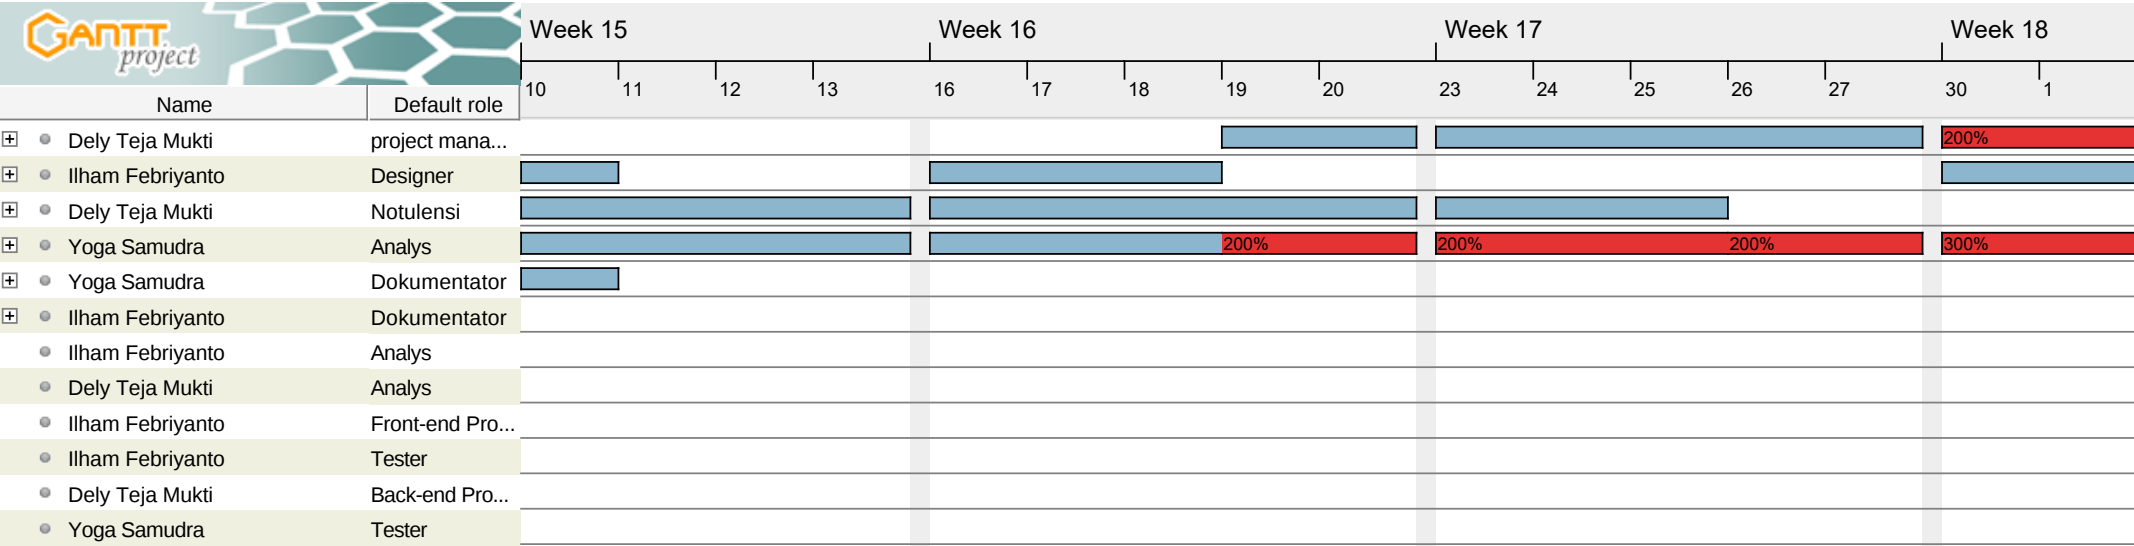 GANTT
project
Week 15 Week 16 Week 17 Week 18
10 11 12 13 16 17 18 19 20 23 24 25 26 27 30 1
Name Default role
Dely Teja Mukti project mana... 200%
Ilham Febriyanto Designer
Dely Teja Mukti Notulensi
Yoga Samudra Analys 200% 200% 200% 300%
Yoga Samudra Dokumentator
Ilham Febriyanto Dokumentator
Ilham Febriyanto Analys
Dely Teja Mukti Analys
Ilham Febriyanto Front-end Pro...
Ilham Febriyanto Tester
Dely Teja Mukti Back-end Pro...
Yoga Samudra Tester